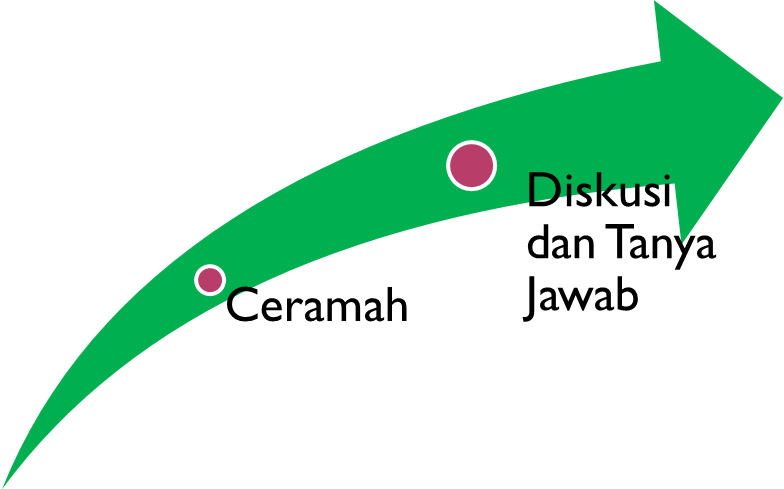 Ceramah
Diskusi
dan Tanya
Jawab